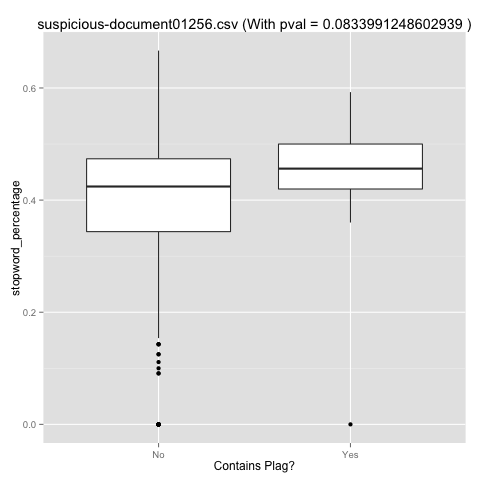 suspicious-document01256.csv (With pval = 0.0833991248602939 )
0.6
0.4
0.2
0.0
stopword_percentage
No Yes
Contains Plag?